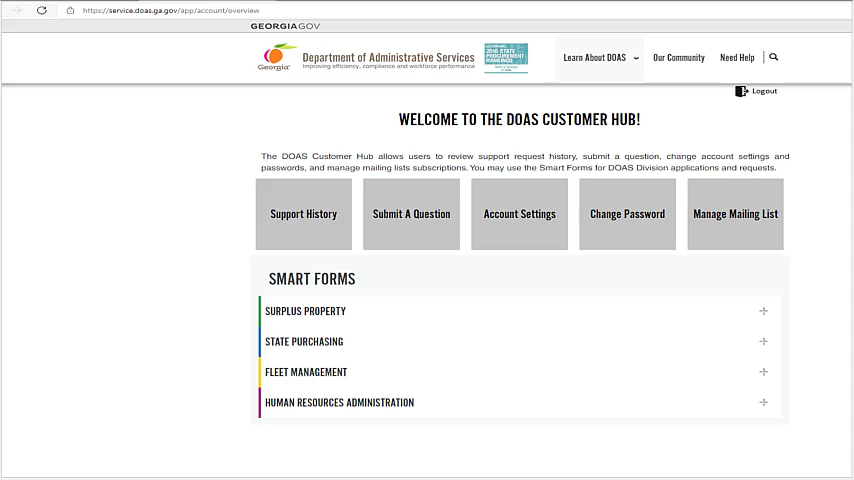 https://service.doas.ga.gov/app/account/overview
GEORGIAGOV
Georgia
Department of Administrative Services
Improving efficiency, compliance and workforce performance
2016 STATE
PROCUREMENT
RANKINGS
Learn About DOAS
Our Community
Need Help
Logout
WELCOME TO THE DOAS CUSTOMER HUB!
The DOAS Customer Hub allows users to review support request history, submit a question, change account settings and
passwords, and manage mailing lists subscriptions. You may use the Smart Forms for DOAS Division applications and requests.
Support History
Submit A Question
Account Settings
Change Password
Manage Mailing List
SMART FORMS
SURPLUS PROPERTY
STATE PURCHASING
FLEET MANAGEMENT
HUMAN RESOURCES ADMINISTRATION